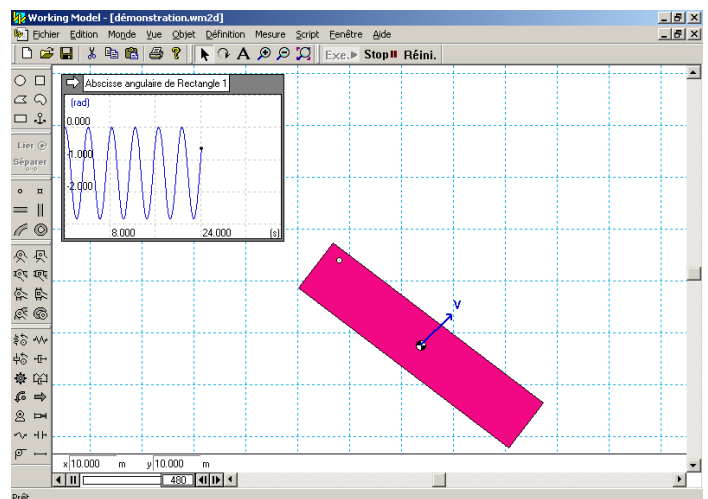 Working Model - [démonstration.wm2d]
Fichier Edition Monde Vue Objet Définition Mesure Script Fenêtre Aide
A ? Exe. Stop Réini.
Abscisse angulaire de Rectangle 1
(rad)
0.000
-1.000
-2.000
8.000 24.000 (s)
Lier
Séparer
V
x 10.000 m y 10.000 m
480
Prêt